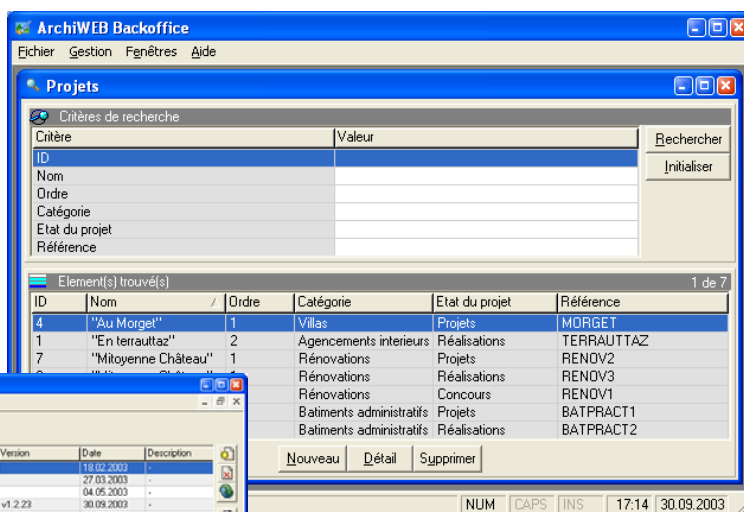 ArchiWEB Backoffice
Fichier Gestion Fenêtres Aide
Projets
Critères de recherche
Critère Valeur
Rechercher
ID
Initialiser
Nom
Ordre
Catégorie
Etat du projet
Référence
Element(s) trouvé(s) 1 de 7
ID Nom Ordre Catégorie Etat du projet Référence
4 "Au Morget" 1 Villas Projets MORGET
1 "En terrauttaz" 2 Agencements interieurs Réalisations TERRAUTTAZ
7 "Mitoyenne Château" 1 Rénovations Projets RENOV2
Rénovations Réalisations RENOV3
Rénovations Concours RENOV1
Batiments administratifs Projets BATPRACT1
Batiments administratifs Réalisations BATPRACT2
Version Date Description
18.02.2003 -
27.03.2003 -
04.05.2003 -
v1.2.23 30.09.2003 -
Nouveau Détail Supprimer
NUM CAPS INS 17:14 30.09.2003